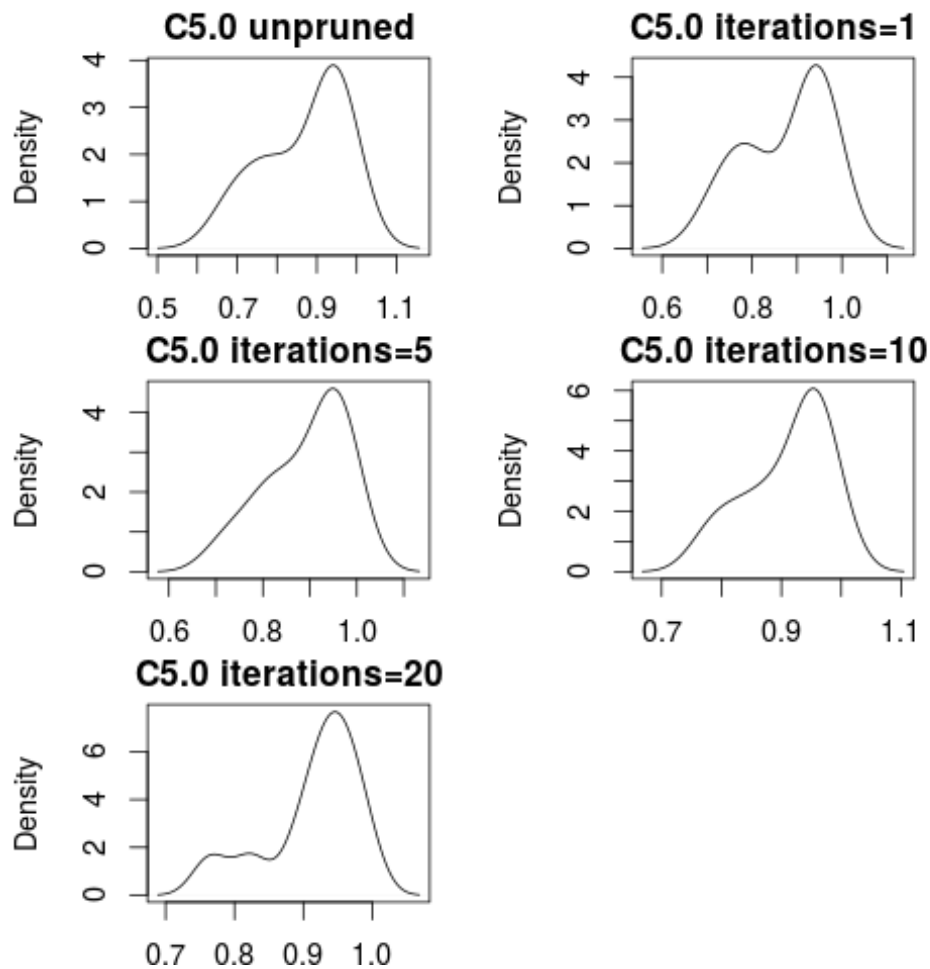 C5.0 unpruned
Density
0 1 2 3 4
0.5 0.7 0.9 1.1
C5.0 iterations=1
Density
0 1 2 3 4
0.6 0.8 1.0
C5.0 iterations=5
Density
0 2 4
0.6 0.8 1.0
C5.0 iterations=10
Density
0 2 4 6
0.7 0.9 1.1
C5.0 iterations=20
Density
0 2 4 6
0.7 0.8 0.9 1.0